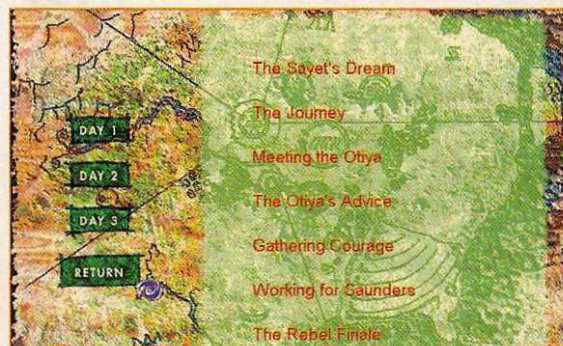 DAY 1
DAY 2
DAY 3
RETURN
The Sayet's Dream
The Journey
Meeting the Otiya
The Otiya's Advice
Gathering Courage
Working for Saunders
The Rebel Finale